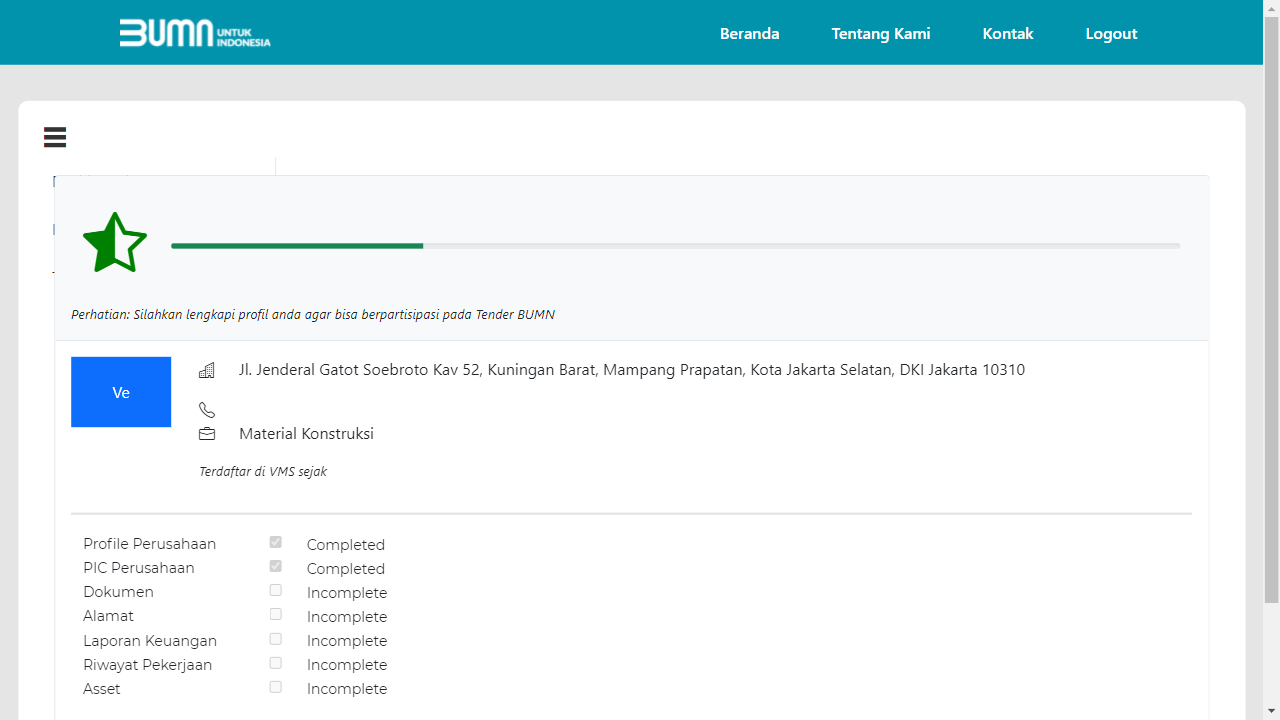 BUMN UNTUK INDONESIA
Beranda Tentang Kami Kontak Logout
Perhatian: Silahkan lengkapi profil anda agar bisa berpartisipasi pada Tender BUMN
Ve
Jl. Jenderal Gatot Soebroto Kav 52, Kuningan Barat, Mampang Prapatan, Kota Jakarta Selatan, DKI Jakarta 10310
Material Konstruksi
Terdaftar di VMS sejak
Profile Perusahaan Completed
PIC Perusahaan Completed
Dokumen Incomplete
Alamat Incomplete
Laporan Keuangan Incomplete
Riwayat Pekerjaan Incomplete
Asset Incomplete